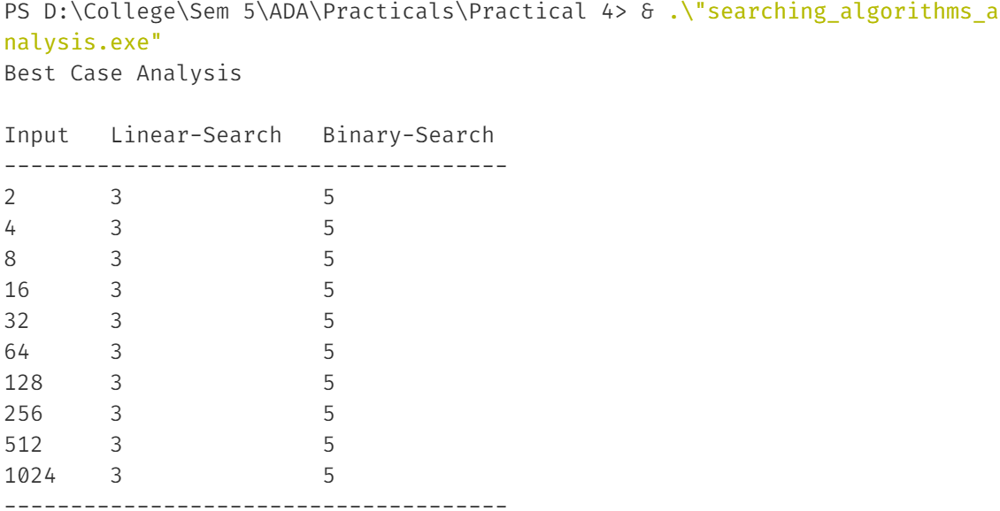 PS D:\College\Sem 5\ADA\Practicals\Practical 4> & .\"searching_algorithms_a
nalysis.exe"
Best Case Analysis
Input   Linear-Search   Binary-Search
--------------------------------------
2       3               5
4       3               5
8       3               5
16      3               5
32      3               5
64      3               5
128     3               5
256     3               5
512     3               5
1024    3               5
--------------------------------------